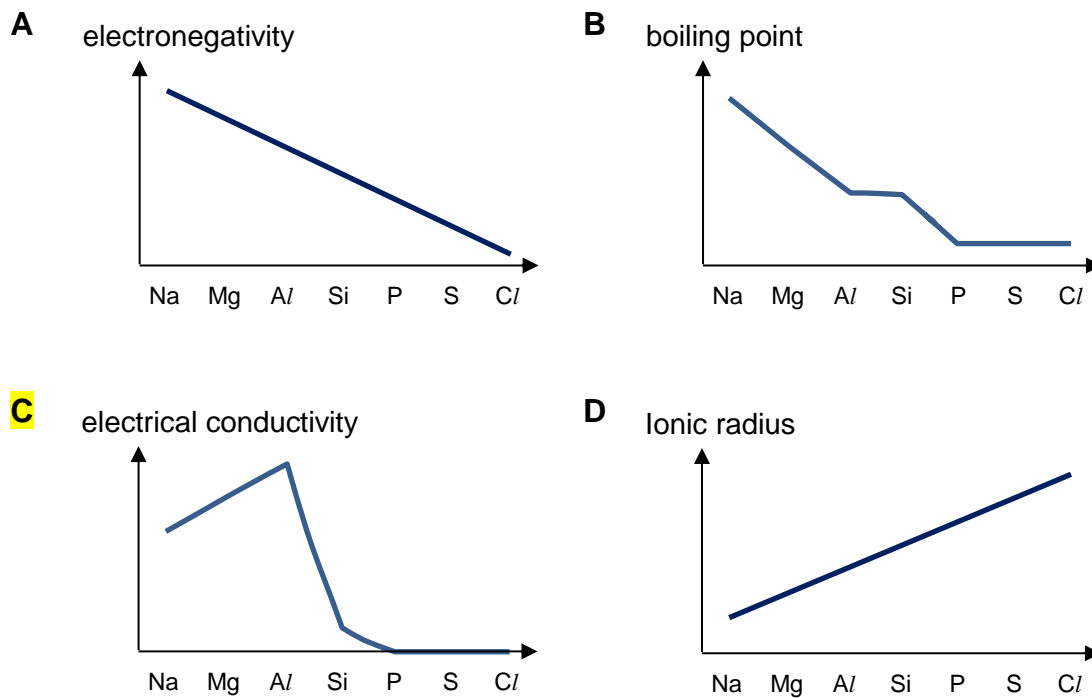 A electronegativity
Na Mg Al Si P S Cl
B boiling point
Na Mg Al Si P S Cl
C electrical conductivity
Na Mg Al Si P S Cl
D Ionic radius
Na Mg Al Si P S Cl